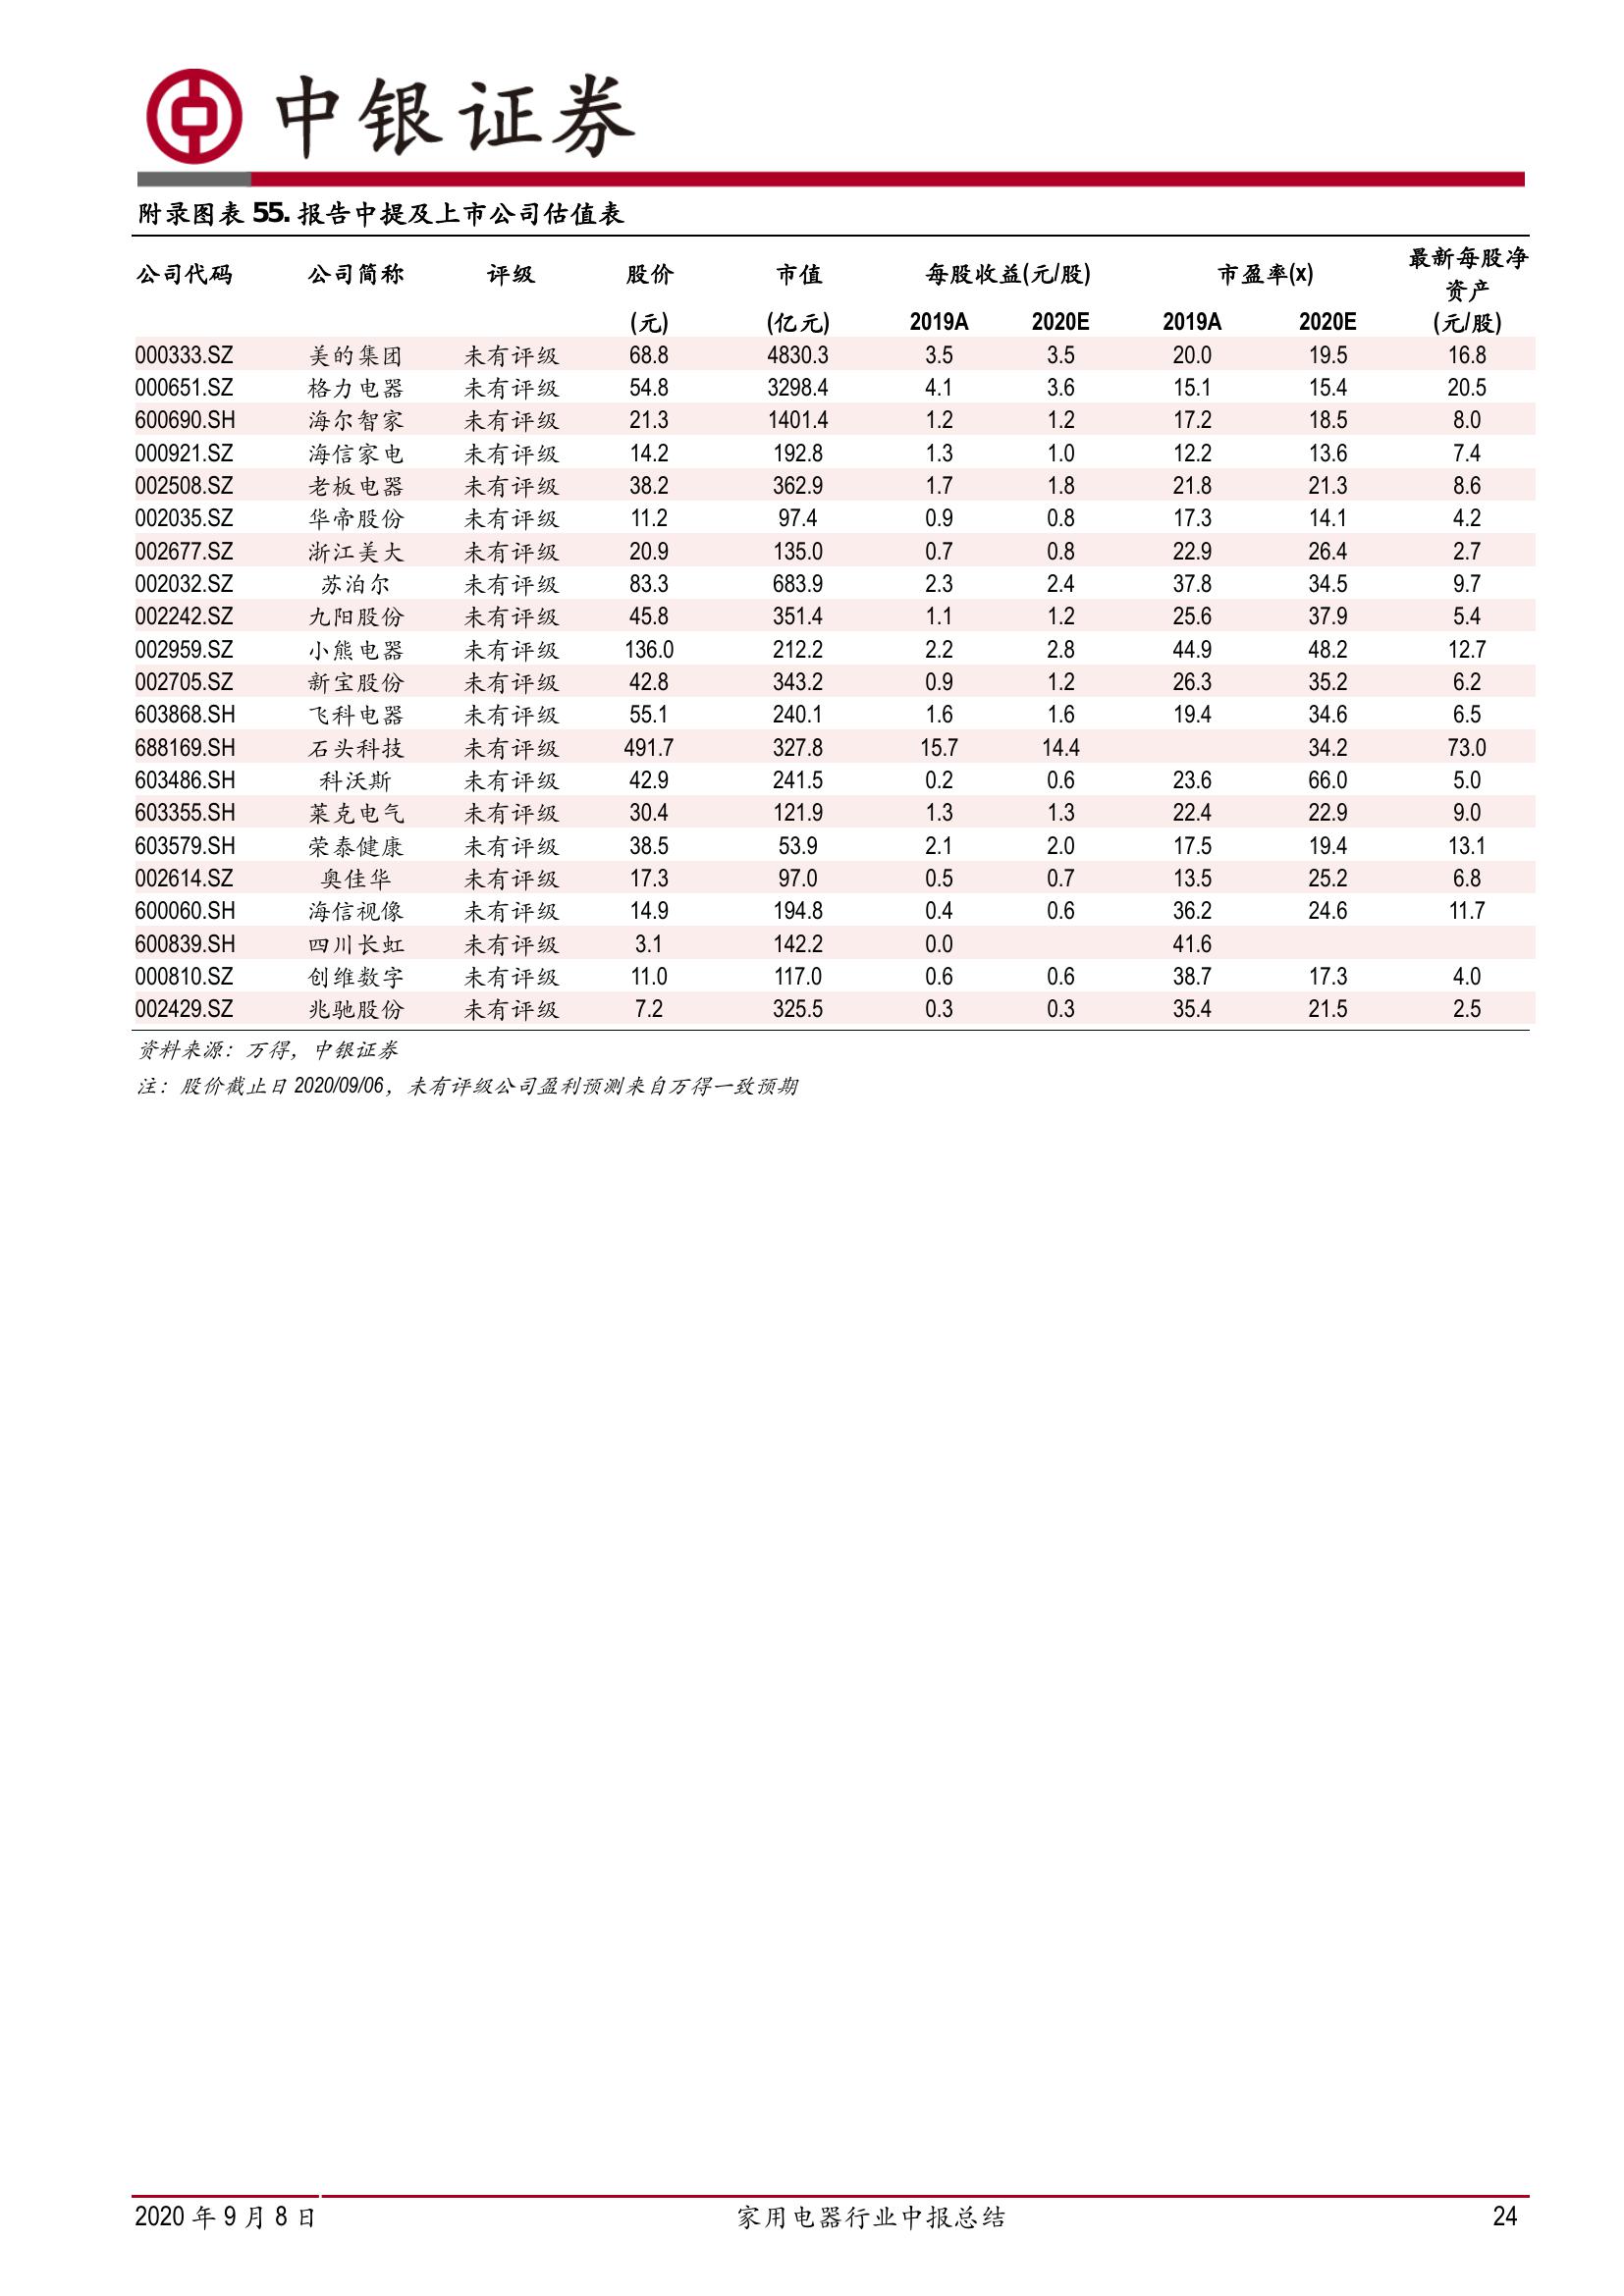 中银证券
附录图表 55. 报告中提及上市公司估值表
公司代码 公司简称 评级 股价 市值 每股收益(元/股) 市盈率(x) 最新每股净资产
(元) (亿元) 2019A 2020E 2019A 2020E (元/股)
000333.SZ 美的集团 未有评级 68.8 4830.3 3.5 3.5 20.0 19.5 16.8
000651.SZ 格力电器 未有评级 54.8 3298.4 4.1 3.6 15.1 15.4 20.5
600690.SH 海尔智家 未有评级 21.3 1401.4 1.2 1.2 17.2 18.5 8.0
000921.SZ 海信家电 未有评级 14.2 192.8 1.3 1.0 12.2 13.6 7.4
002508.SZ 老板电器 未有评级 38.2 362.9 1.7 1.8 21.8 21.3 8.6
002035.SZ 华帝股份 未有评级 11.2 97.4 0.9 0.8 17.3 14.1 4.2
002677.SZ 浙江美大 未有评级 20.9 135.0 0.7 0.8 22.9 26.4 2.7
002032.SZ 苏泊尔 未有评级 83.3 683.9 2.3 2.4 37.8 34.5 9.7
002242.SZ 九阳股份 未有评级 45.8 351.4 1.1 1.2 25.6 37.9 5.4
002959.SZ 小熊电器 未有评级 136.0 212.2 2.2 2.8 44.9 48.2 12.7
002705.SZ 新宝股份 未有评级 42.8 343.2 0.9 1.2 26.3 35.2 6.2
603868.SH 飞科电器 未有评级 55.1 240.1 1.6 1.6 19.4 34.6 6.5
688169.SH 石头科技 未有评级 491.7 327.8 15.7 14.4 34.2 73.0
603486.SH 科沃斯 未有评级 42.9 241.5 0.2 0.6 23.6 66.0 5.0
603355.SH 莱克电气 未有评级 30.4 121.9 1.3 1.3 22.4 22.9 9.0
603579.SH 荣泰健康 未有评级 38.5 53.9 2.1 2.0 17.5 19.4 13.1
002614.SZ 奥佳华 未有评级 17.3 97.0 0.5 0.7 13.5 25.2 6.8
600060.SH 海信视像 未有评级 14.9 194.8 0.4 0.6 36.2 24.6 11.7
600839.SH 四川长虹 未有评级 3.1 142.2 0.0 41.6
000810.SZ 创维数字 未有评级 11.0 117.0 0.6 0.6 38.7 17.3 4.0
002429.SZ 兆驰股份 未有评级 7.2 325.5 0.3 0.3 35.4 21.5 2.5
资料来源：万得，中银证券
注：股价截止日 2020/09/06，未有评级公司盈利预测来自万得一致预期
2020 年 9 月 8 日 家用电器行业中报总结 24